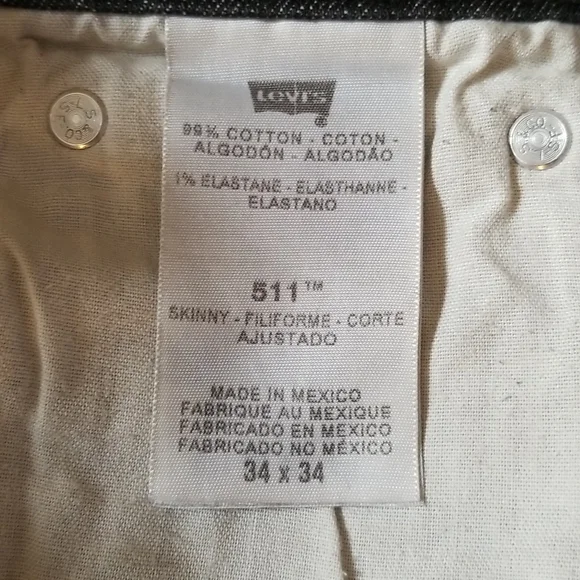 Levi's
®
99% COTTON - COTON -
ALGODÓN - ALGODÃO
1% ELASTANE - ELASTHANNE -
ELASTANO
511™
SKINNY - FILIFORME - CORTE
AJUSTADO
MADE IN MEXICO
FABRIQUE AU MEXIQUE
FABRICADO EN MEXICO
FABRICADO NO MÉXICO
34 x 34